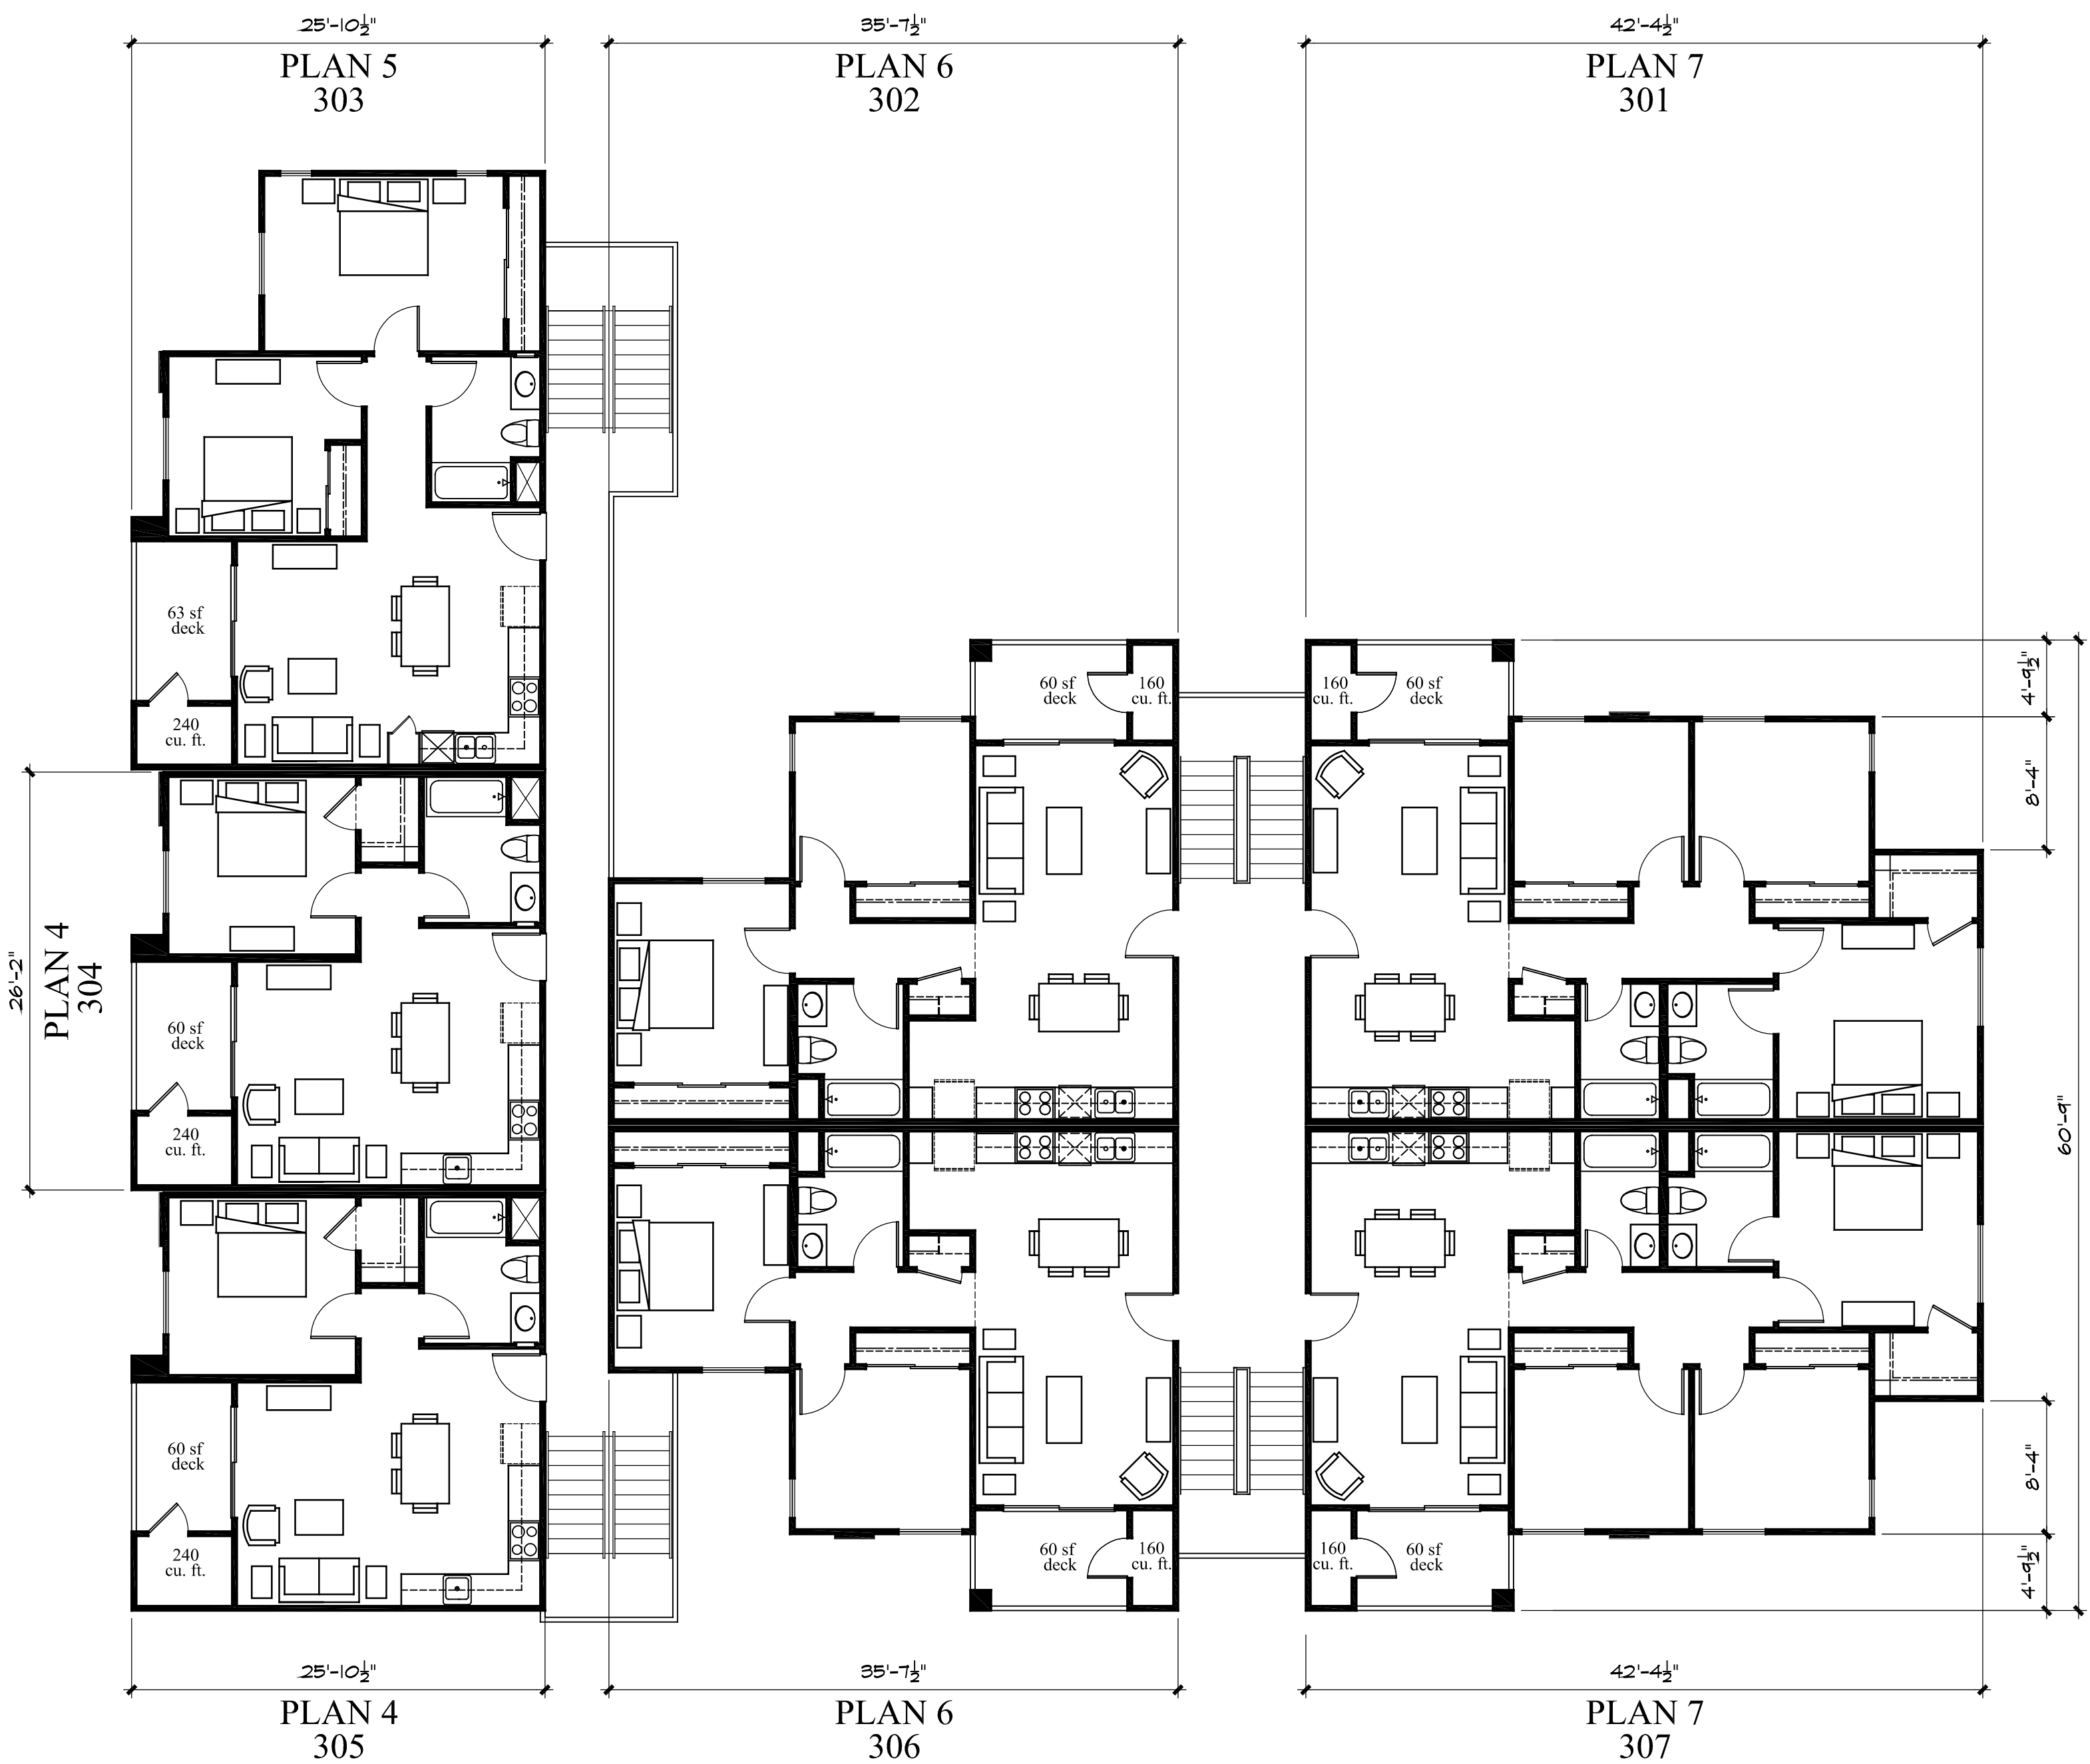 25'-10½"
PLAN 5
303
35'-7½"
PLAN 6
302
42'-4½"
PLAN 7
301
63 sf
deck
240
cu. ft.
60 sf
deck
160
cu. ft.
160
cu. ft.
60 sf
deck
4'-9½"
8'-4"
26'-2"
PLAN 4
304
60 sf
deck
240
cu. ft.
60'-9"
60 sf
deck
240
cu. ft.
60 sf
deck
160
cu. ft.
160
cu. ft.
60 sf
deck
8'-4"
4'-9½"
25'-10½"
PLAN 4
305
35'-7½"
PLAN 6
306
42'-4½"
PLAN 7
307